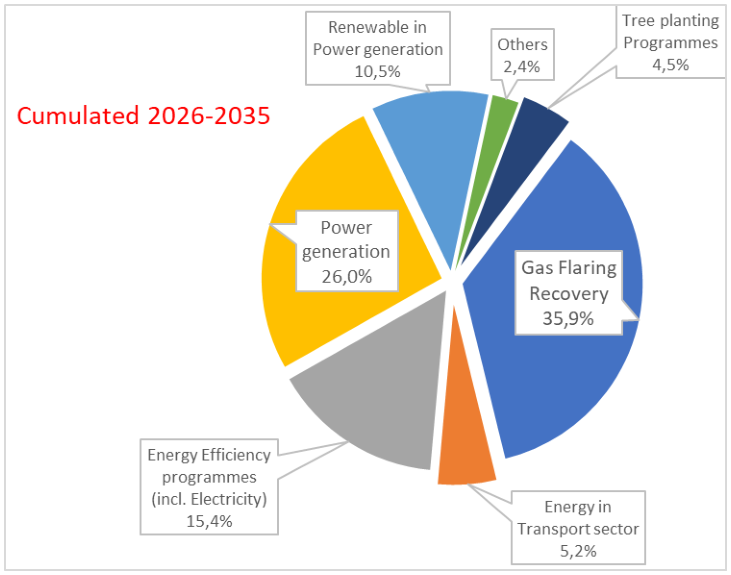 Renewable in
Power generation
10,5%
Others
2,4%
Tree planting
Programmes
4,5%
Cumulated 2026-2035
Power
generation
26,0%
Gas Flaring
Recovery
35,9%
Energy Efficiency
programmes
(incl. Electricity)
15,4%
Energy in
Transport sector
5,2%